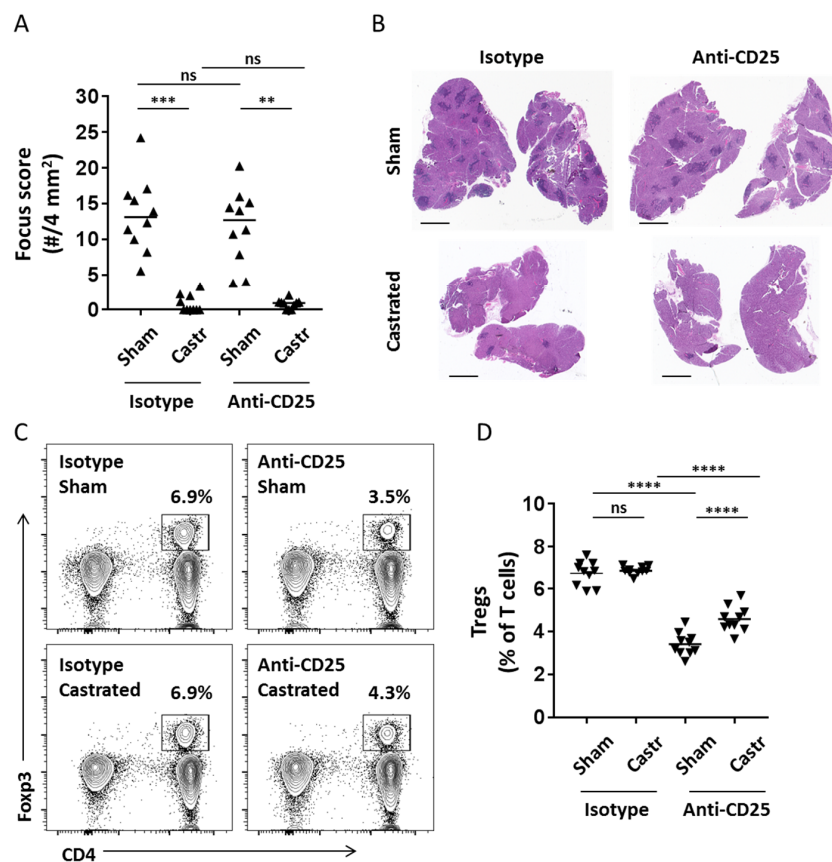 A
ns
ns
***
**
30
25
20
15
10
5
0
Focus score
(#/4 mm²)
Sham
Castr
Sham
Castr
Isotype
Anti-CD25
B
Isotype
Anti-CD25
Sham
Castrated
C
Isotype
Sham
6.9%
Anti-CD25
Sham
3.5%
Isotype
Castrated
6.9%
Anti-CD25
Castrated
4.3%
Foxp3
CD4
D
****
****
ns
****
10
8
6
4
2
0
Tregs
(% of T cells)
Sham
Castr
Sham
Castr
Isotype
Anti-CD25